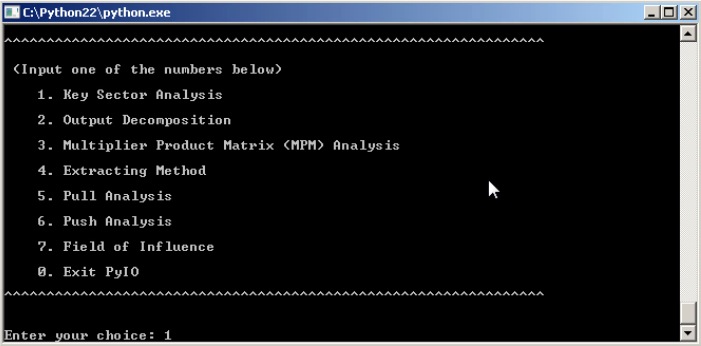 C:\Python22\python.exe
^^^^^^^^^^^^^^^^^^^^^^^^^^^^^^^^^^^^^^^^^^^^^^^^^^^^^^^^^^^^^^^^
(Input one of the numbers below)
1. Key Sector Analysis
2. Output Decomposition
3. Multiplier Product Matrix (MPM) Analysis
4. Extracting Method
5. Pull Analysis
6. Push Analysis
7. Field of Influence
0. Exit PyIO
^^^^^^^^^^^^^^^^^^^^^^^^^^^^^^^^^^^^^^^^^^^^^^^^^^^^^^^^^^^^^^^^
Enter your choice: 1